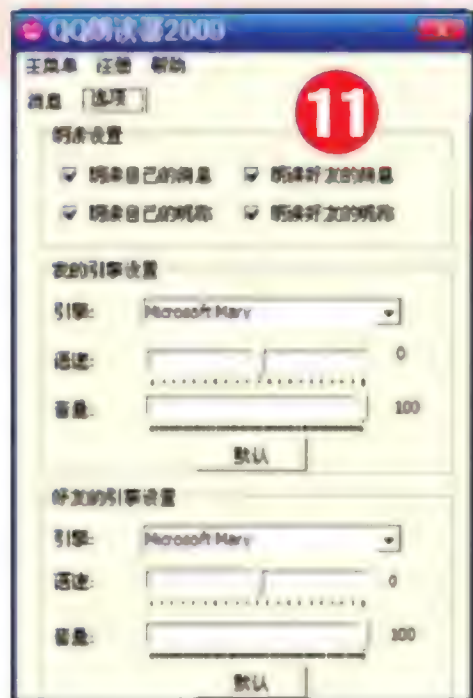 QQ朗读器2009
主菜单 注册 帮助
消息 选项
11
朗读设置
朗读自己的消息 朗读好友的消息
朗读自己的昵称 朗读好友的昵称
我的引擎设置
引擎: Microsoft Mary
语速: 0
音量: 100
默认
好友的引擎设置
引擎: Microsoft Mary
语速: 0
音量: 100
默认